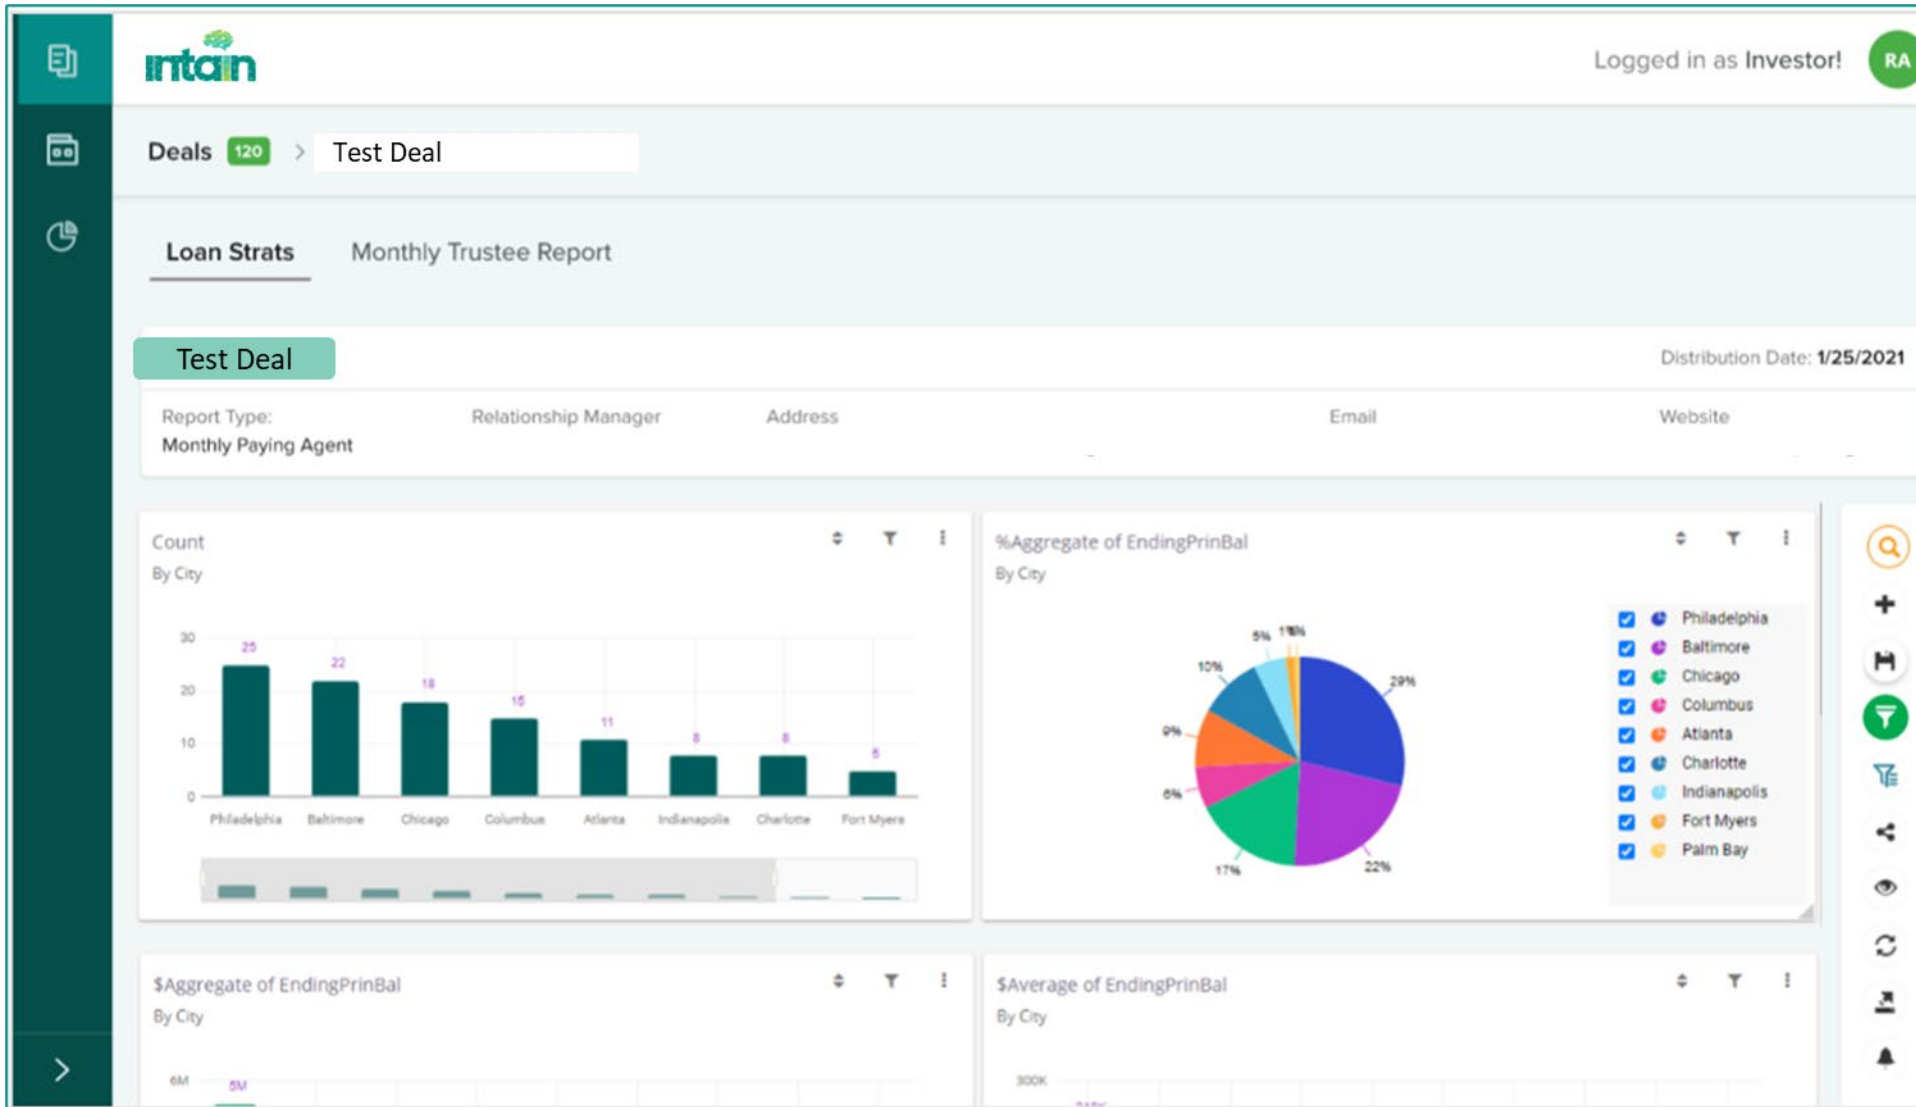 intain
Logged in as Investor!
RA
Deals 120 > Test Deal
Loan Strats
Monthly Trustee Report
Test Deal
Distribution Date: 1/25/2021
Report Type:
Monthly Paying Agent
Relationship Manager
Address
Email
Website
Count
By City
30
20
10
0
25
22
18
15
11
8
8
5
Philadelphia
Baltimore
Chicago
Columbus
Atlanta
Indianapolis
Charlotte
Fort Myers
%Aggregate of EndingPrinBal
By City
29%
22%
17%
6%
9%
10%
5%
Philadelphia
Baltimore
Chicago
Columbus
Atlanta
Charlotte
Indianapolis
Fort Myers
Palm Bay
$Aggregate of EndingPrinBal
By City
6M
5M
$Average of EndingPrinBal
By City
300K